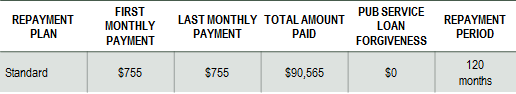 REPAYMENT PLAN
FIRST MONTHLY PAYMENT
LAST MONTHLY PAYMENT
TOTAL AMOUNT PAID
PUB SERVICE LOAN FORGIVENESS
REPAYMENT PERIOD
Standard
$755
$755
$90,565
$0
120 months